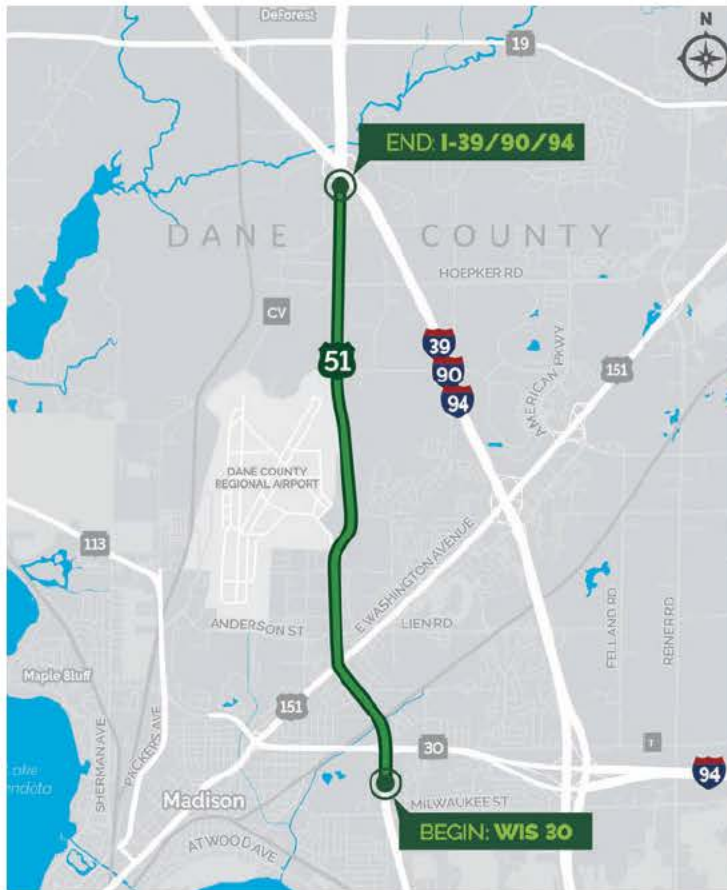 DeForest
N
19
END: I-39/90/94
DANE COUNTY
HOEPKER RD
CV
39
90
94
51
151
AMERICAN PKWY
DANE COUNTY
REGIONAL AIRPORT
113
E WASHINGTON AVENUE
ANDERSON ST
LIEN RD
FELLAND RD
REINER RD
Maple Bluff
151
SHERMAN AVE
PACKERS AVE
30
T
94
Lake
Mendota
Madison
MILWAUKEE ST
ATWOOD AVE
BEGIN: WIS 30